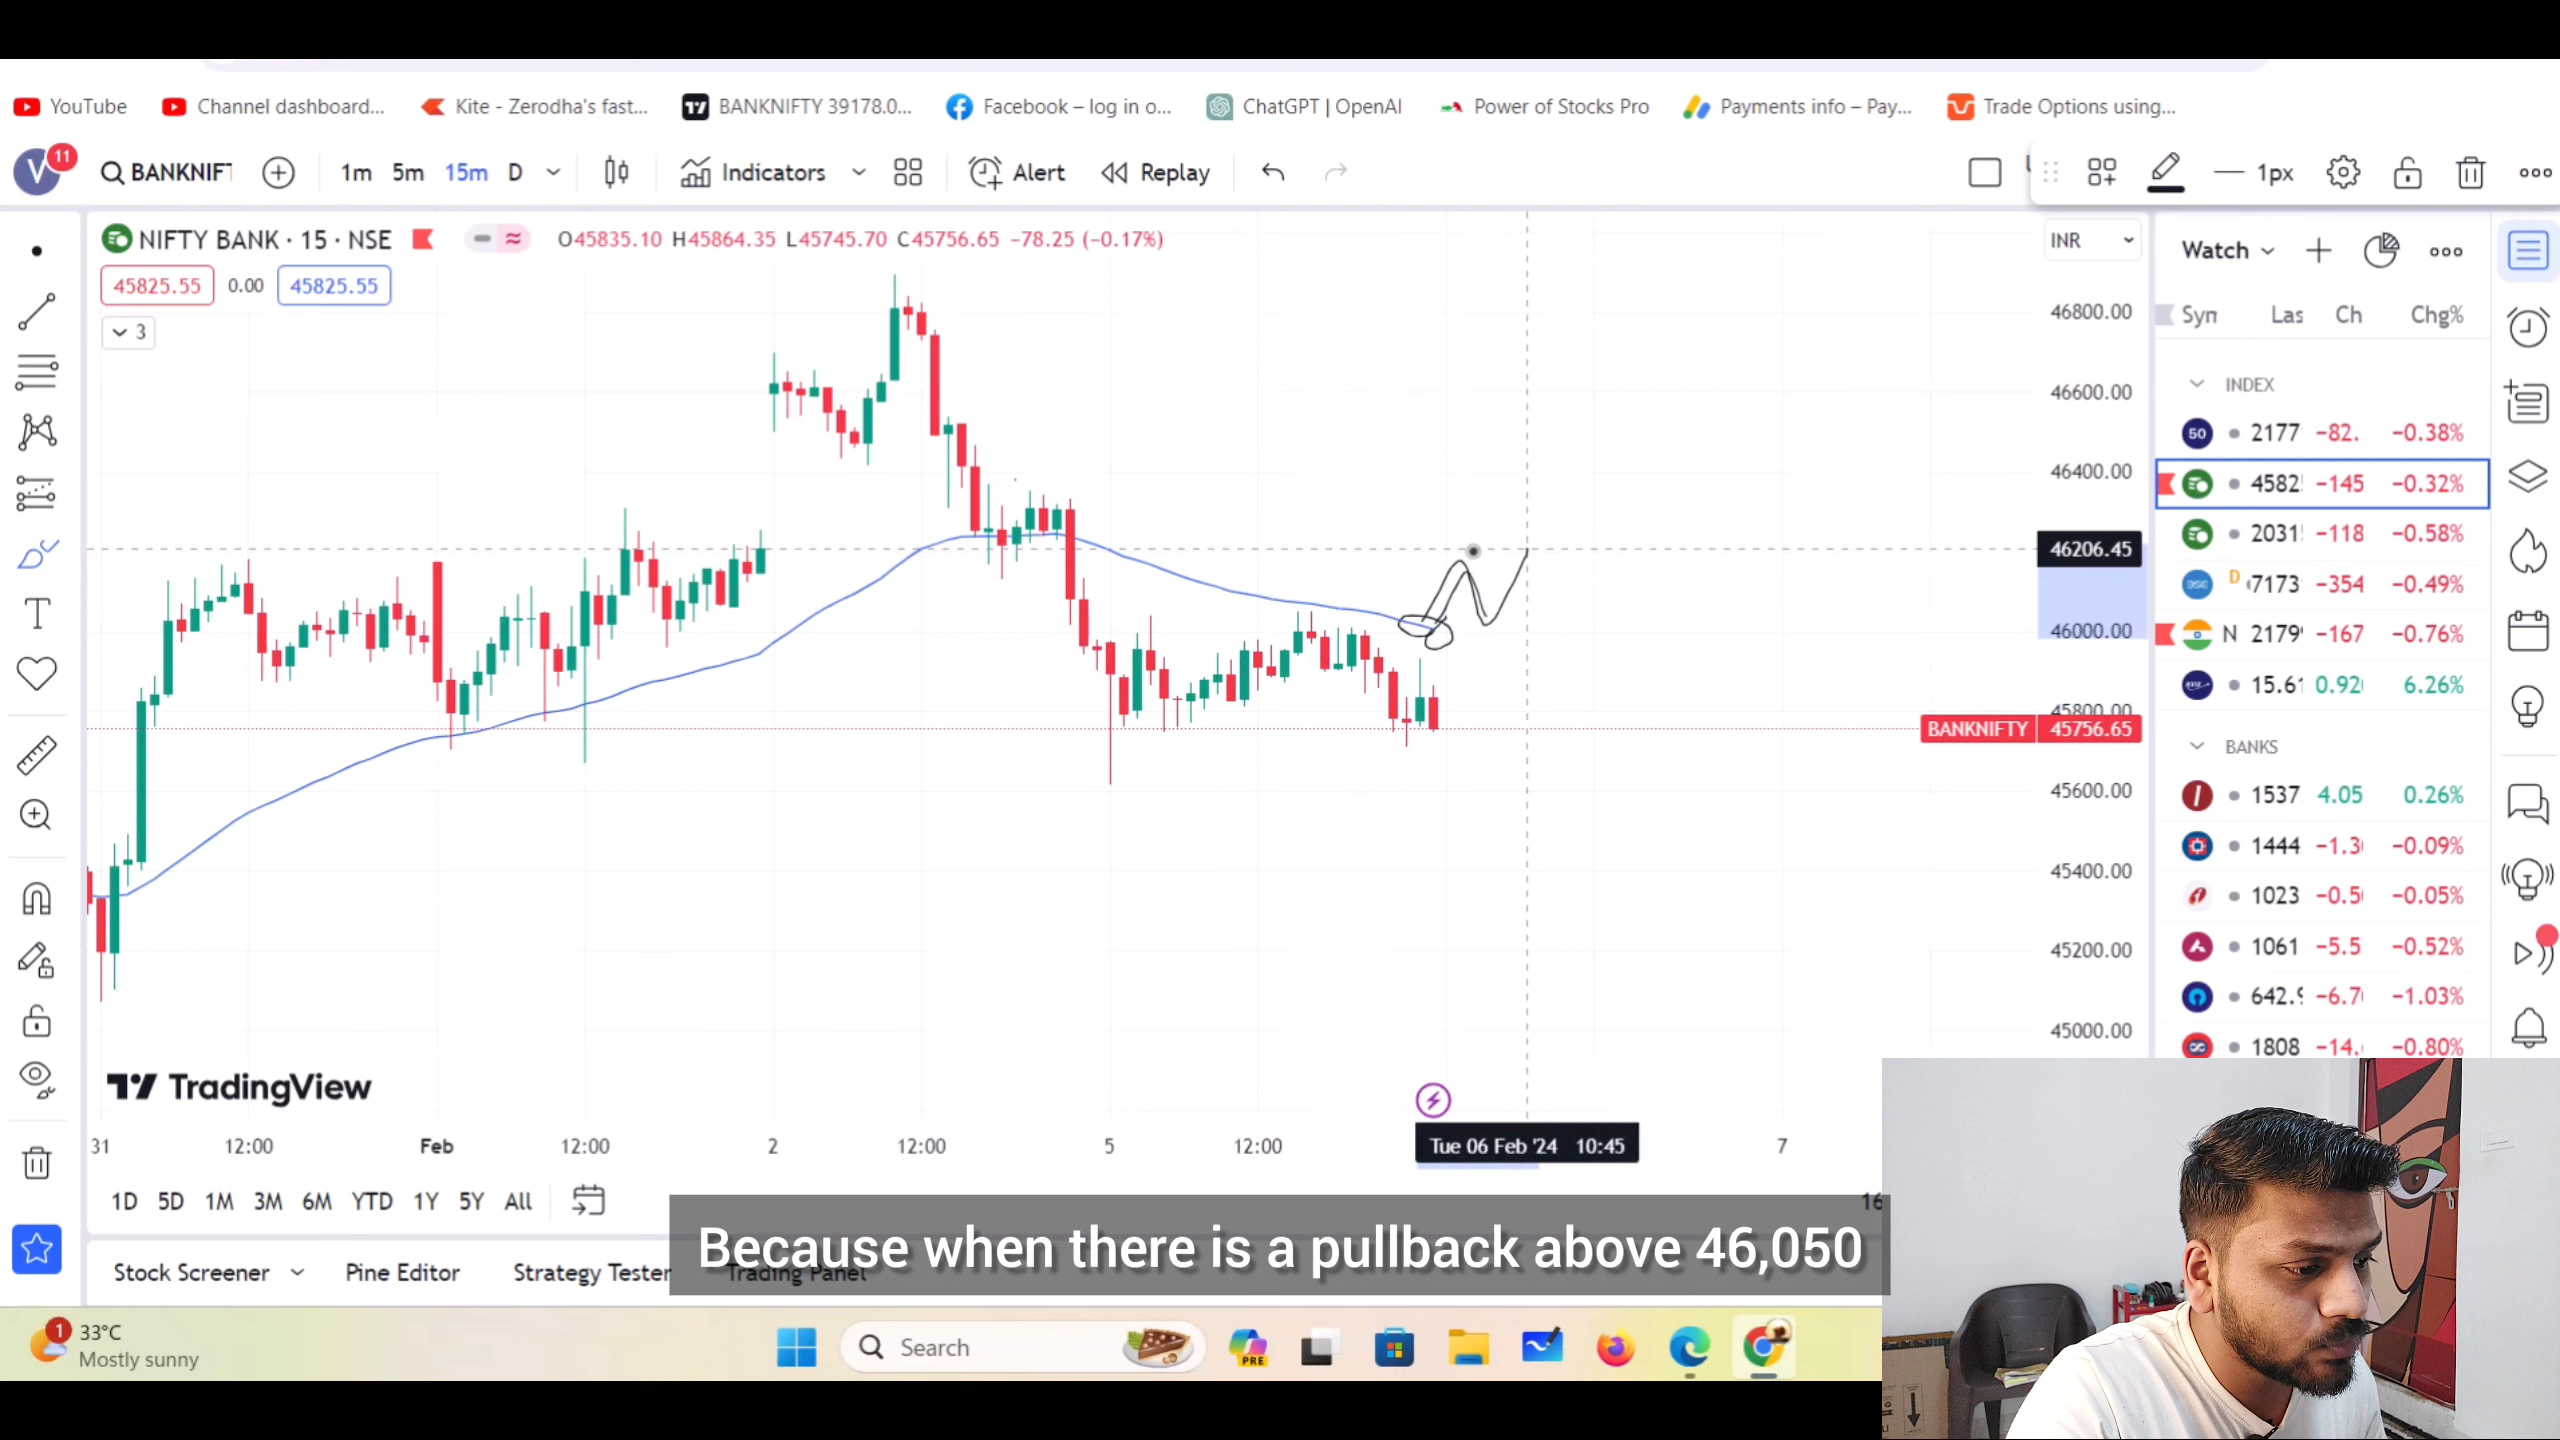 YouTube Channel dashboard... Kite - Zerodha's fast... BANKNIFTY 39178.0... Facebook – log in o... ChatGPT | OpenAI Power of Stocks Pro Payments info – Pay... Trade Options using...
V 11 BANKNIFT 1m 5m 15m D Indicators Alert Replay 1px
NIFTY BANK · 15 · NSE O45835.10 H45864.35 L45745.70 C45756.65 −78.25 (−0.17%)
45825.55 0.00 45825.55
3
INR
46800.00
46600.00
46400.00
46206.45
46000.00
45800.00
BANKNIFTY 45756.65
45600.00
45400.00
45200.00
45000.00
Watch
Syn Las Ch Chg%
INDEX
50 2177 −82. −0.38%
4582 −145 −0.32%
2031 −118 −0.58%
D 7173 −354 −0.49%
N 2179 −167 −0.76%
15.61 0.92 6.26%
BANKS
1537 4.05 0.26%
1444 −1.3 −0.09%
1023 −0.5 −0.05%
1061 −5.5 −0.52%
642.9 −6.7 −1.03%
1808 −14. −0.80%
TradingView
31 12:00 Feb 12:00 2 12:00 5 12:00 Tue 06 Feb '24 10:45 7
1D 5D 1M 3M 6M YTD 1Y 5Y All 16
Because when there is a pullback above 46,050
Stock Screener Pine Editor Strategy Tester Trading Panel
1 33°C
Mostly sunny
Search
PRE